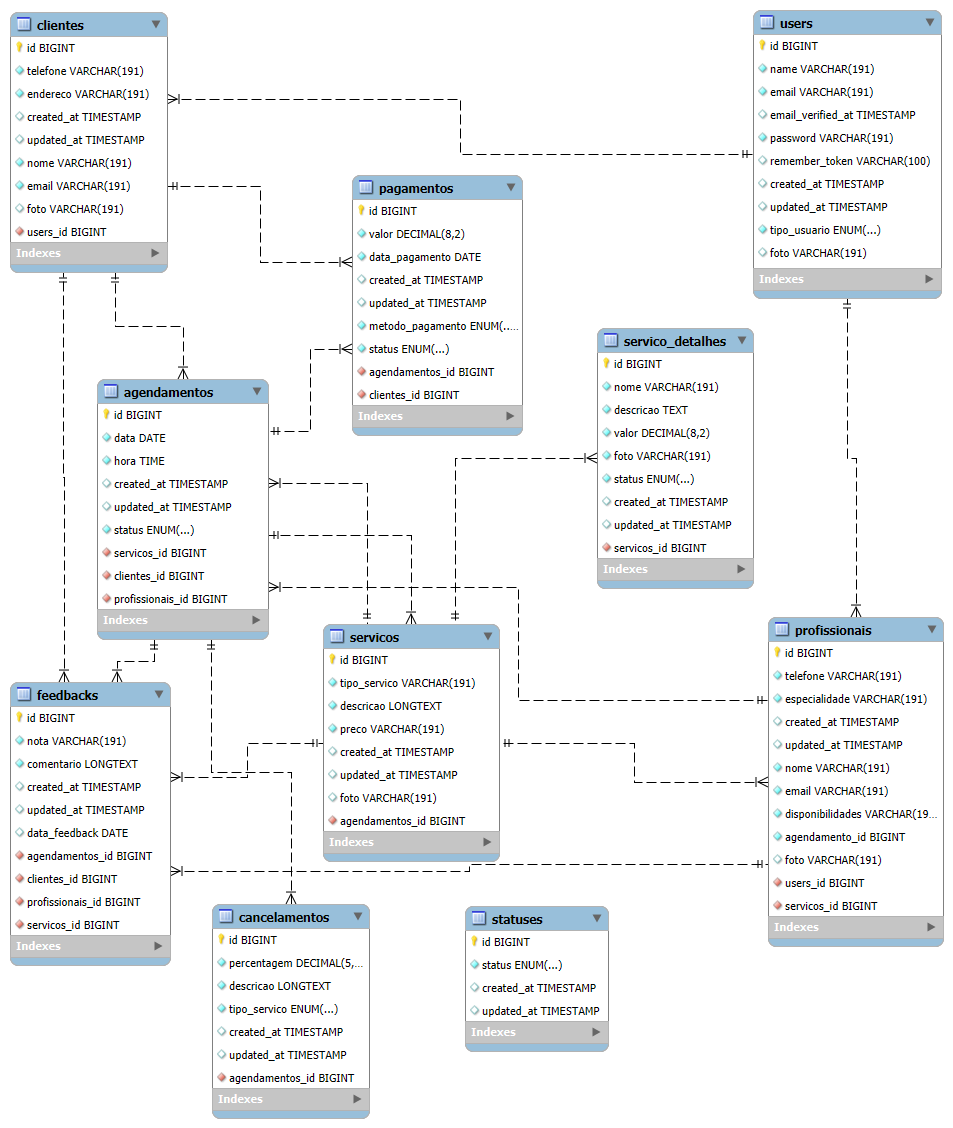 clientes
id BIGINT
telefone VARCHAR(191)
endereco VARCHAR(191)
created_at TIMESTAMP
updated_at TIMESTAMP
nome VARCHAR(191)
email VARCHAR(191)
foto VARCHAR(191)
users_id BIGINT
Indexes
users
id BIGINT
name VARCHAR(191)
email VARCHAR(191)
email_verified_at TIMESTAMP
password VARCHAR(191)
remember_token VARCHAR(100)
created_at TIMESTAMP
updated_at TIMESTAMP
tipo_usuario ENUM(...)
foto VARCHAR(191)
Indexes
pagamentos
id BIGINT
valor DECIMAL(8,2)
data_pagamento DATE
created_at TIMESTAMP
updated_at TIMESTAMP
metodo_pagamento ENUM(.…
status ENUM(...)
agendamentos_id BIGINT
clientes_id BIGINT
Indexes
servico_detalhes
id BIGINT
nome VARCHAR(191)
descricao TEXT
valor DECIMAL(8,2)
foto VARCHAR(191)
status ENUM(...)
created_at TIMESTAMP
updated_at TIMESTAMP
servicos_id BIGINT
Indexes
agendamentos
id BIGINT
data DATE
hora TIME
created_at TIMESTAMP
updated_at TIMESTAMP
status ENUM(...)
servicos_id BIGINT
clientes_id BIGINT
profissionais_id BIGINT
Indexes
servicos
id BIGINT
tipo_servico VARCHAR(191)
descricao LONGTEXT
preco VARCHAR(191)
created_at TIMESTAMP
updated_at TIMESTAMP
foto VARCHAR(191)
agendamentos_id BIGINT
Indexes
profissionais
id BIGINT
telefone VARCHAR(191)
especialidade VARCHAR(191)
created_at TIMESTAMP
updated_at TIMESTAMP
nome VARCHAR(191)
email VARCHAR(191)
disponibilidades VARCHAR(19…
agendamento_id BIGINT
foto VARCHAR(191)
users_id BIGINT
servicos_id BIGINT
Indexes
feedbacks
id BIGINT
nota VARCHAR(191)
comentario LONGTEXT
created_at TIMESTAMP
updated_at TIMESTAMP
data_feedback DATE
agendamentos_id BIGINT
clientes_id BIGINT
profissionais_id BIGINT
servicos_id BIGINT
Indexes
cancelamentos
id BIGINT
percentagem DECIMAL(5,…
descricao LONGTEXT
tipo_servico ENUM(...)
created_at TIMESTAMP
updated_at TIMESTAMP
agendamentos_id BIGINT
Indexes
statuses
id BIGINT
status ENUM(...)
created_at TIMESTAMP
updated_at TIMESTAMP
Indexes